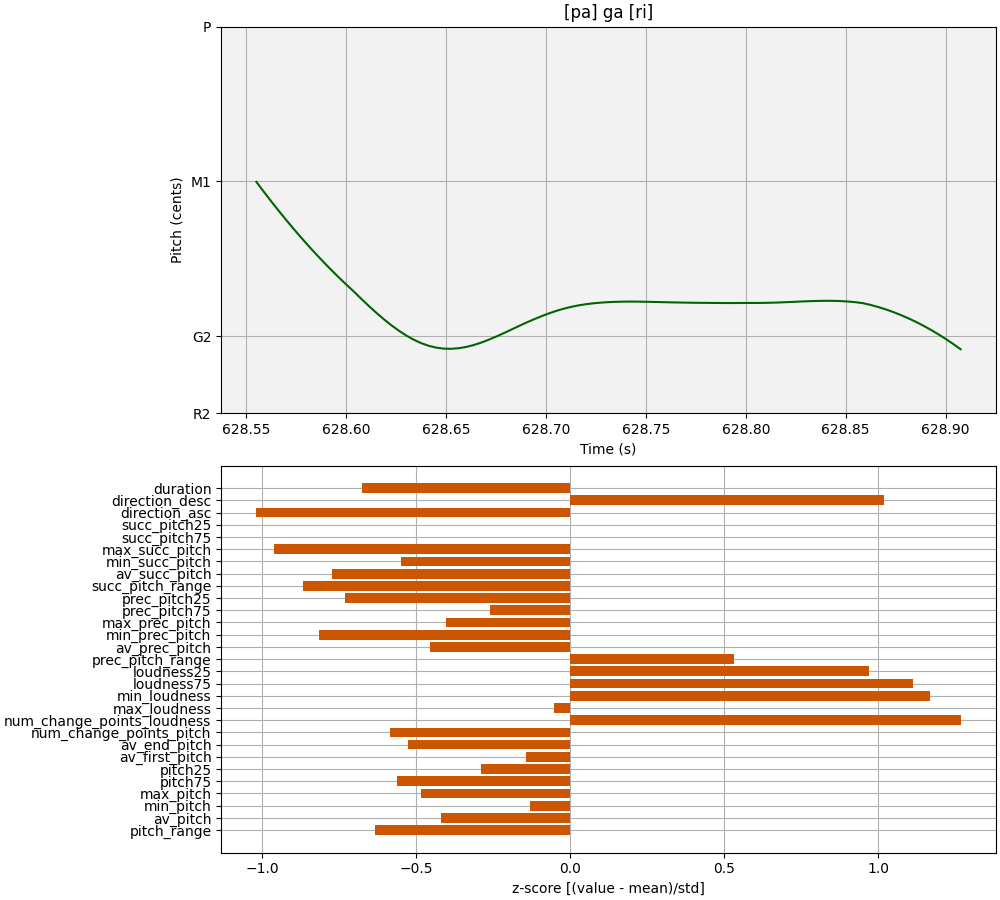 [pa] ga [ri]
P
M1
G2
R2
Pitch (cents)
628.55 628.60 628.65 628.70 628.75 628.80 628.85 628.90
Time (s)
duration
direction_desc
direction_asc
succ_pitch25
succ_pitch75
max_succ_pitch
min_succ_pitch
av_succ_pitch
succ_pitch_range
prec_pitch25
prec_pitch75
max_prec_pitch
min_prec_pitch
av_prec_pitch
prec_pitch_range
loudness25
loudness75
min_loudness
max_loudness
num_change_points_loudness
num_change_points_pitch
av_end_pitch
av_first_pitch
pitch25
pitch75
max_pitch
min_pitch
av_pitch
pitch_range
−1.0 −0.5 0.0 0.5 1.0
z-score [(value - mean)/std]